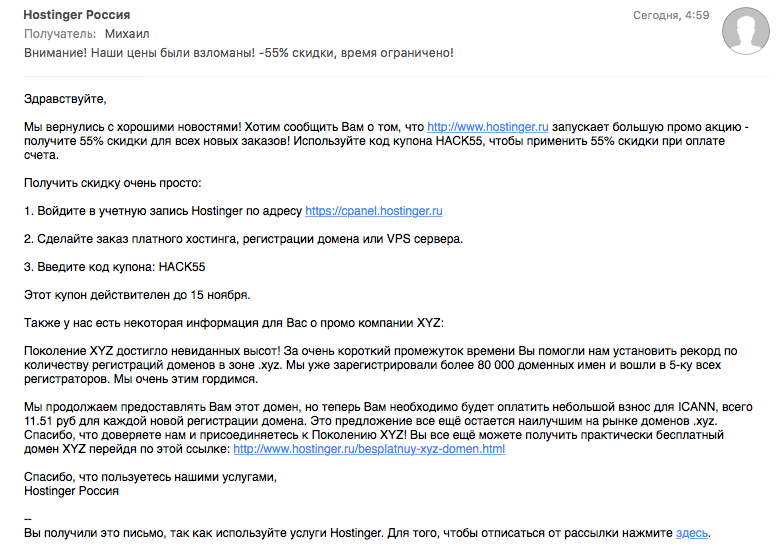 Hostinger Россия
Сегодня, 4:59
Получатель: Михаил
Внимание! Наши цены были взломаны! -55% скидки, время ограничено!
Здравствуйте,
Мы вернулись с хорошими новостями! Хотим сообщить Вам о том, что http://www.hostinger.ru запускает большую промо акцию -
получите 55% скидки для всех новых заказов! Используйте код купона HACK55, чтобы применить 55% скидки при оплате
счета.
Получить скидку очень просто:
1. Войдите в учетную запись Hostinger по адресу https://cpanel.hostinger.ru
2. Сделайте заказ платного хостинга, регистрации домена или VPS сервера.
3. Введите код купона: HACK55
Этот купон действителен до 15 ноября.
Также у нас есть некоторая информация для Вас о промо компании XYZ:
Поколение XYZ достигло невиданных высот! За очень короткий промежуток времени Вы помогли нам установить рекорд по
количеству регистраций доменов в зоне .xyz. Мы уже зарегистрировали более 80 000 доменных имен и вошли в 5-ку всех
регистраторов. Мы очень этим гордимся.
Мы продолжаем предоставлять Вам этот домен, но теперь Вам необходимо будет оплатить небольшой взнос для ICANN, всего
11.51 руб для каждой новой регистрации домена. Это предложение все ещё остается наилучшим на рынке доменов .xyz.
Спасибо, что доверяете нам и присоединяетесь к Поколению XYZ! Вы все ещё можете получить практически бесплатный
домен XYZ перейдя по этой ссылке: http://www.hostinger.ru/besplatnuy-xyz-domen.html
Спасибо, что пользуетесь нашими услугами,
Hostinger Россия
--
Вы получили это письмо, так как используйте услуги Hostinger. Для того, чтобы отписаться от рассылки нажмите здесь.